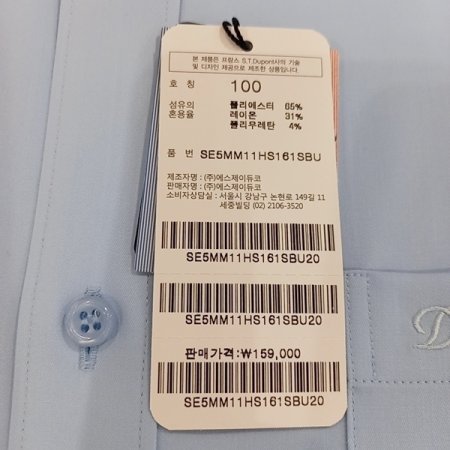 본 제품은 프랑스 S.T.Dupont사의 기술
및 디자인 제공으로 제조한 상품입니다.
호 칭 100
섬유의 폴리에스터 65%
혼용율 레이온 31%
폴리우레탄 4%
품 번 SE5MM11HS161SBU
제조자명 : (주)에스제이듀코
판매자명 : (주)에스제이듀코
소비자상담실 : 서울시 강남구 논현로 149길 11
세중빌딩 (02) 2106-3520
SE5MM11HS161SBU20
SE5MM11HS161SBU20
판매가격:₩159,000
SE5MM11HS161SBU20
D